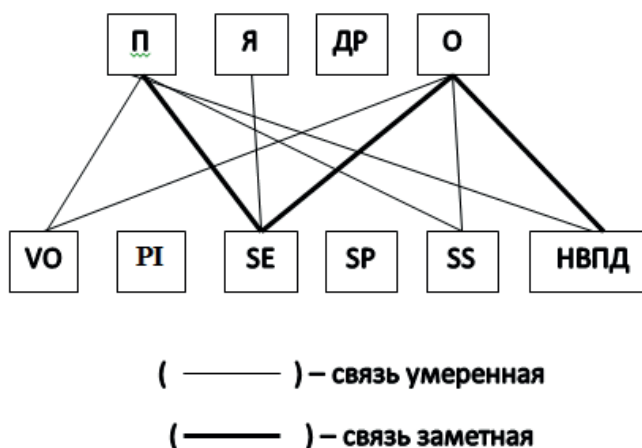 П Я ДР О
VO PI SE SP SS НВПД
( ) – связь умеренная
( ) – связь заметная